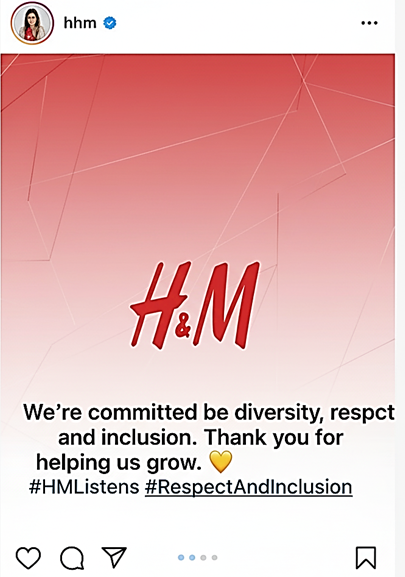 hhm
H&M
We're committed be diversity, respct
and inclusion. Thank you for
helping us grow. 💛
#HMListens #RespectAndInclusion